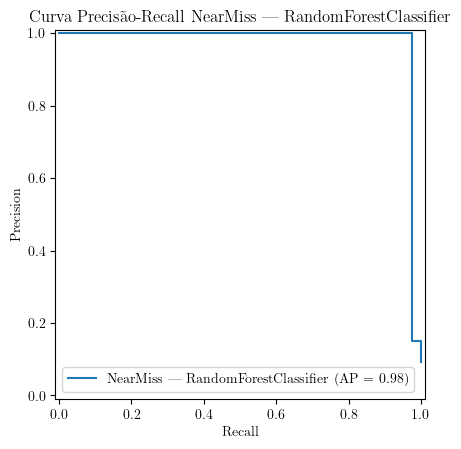 Curva Precisão-Recall NearMiss — RandomForestClassifier
1.0
0.8
0.6
0.4
0.2
0.0
Precision
NearMiss — RandomForestClassifier (AP = 0.98)
0.0 0.2 0.4 0.6 0.8 1.0
Recall